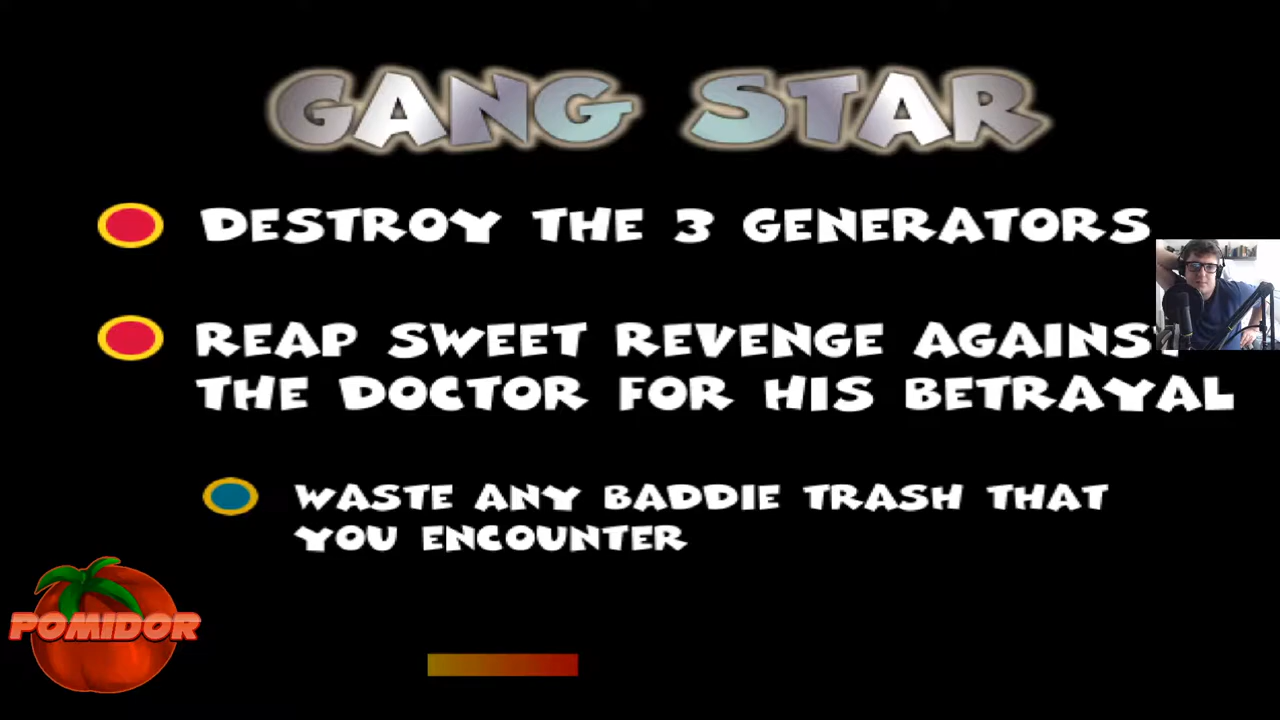 GANG STAR
DESTROY THE 3 GENERATORS
REAP SWEET REVENGE AGAINST
THE DOCTOR FOR HIS BETRAYAL
WASTE ANY BADDIE TRASH THAT
YOU ENCOUNTER
POMIDOR